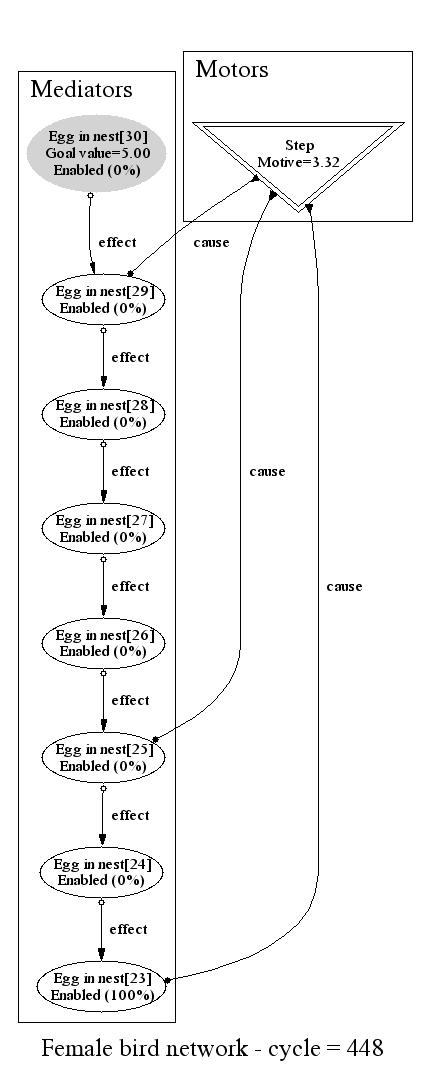 Mediators
Motors
Egg in nest[30]
Goal value=5.00
Enabled (0%)
Step
Motive=3.32
effect
cause
Egg in nest[29]
Enabled (0%)
effect
Egg in nest[28]
Enabled (0%)
effect
cause
Egg in nest[27]
Enabled (0%)
effect
cause
Egg in nest[26]
Enabled (0%)
effect
Egg in nest[25]
Enabled (0%)
effect
Egg in nest[24]
Enabled (0%)
effect
Egg in nest[23]
Enabled (100%)
Female bird network - cycle = 448